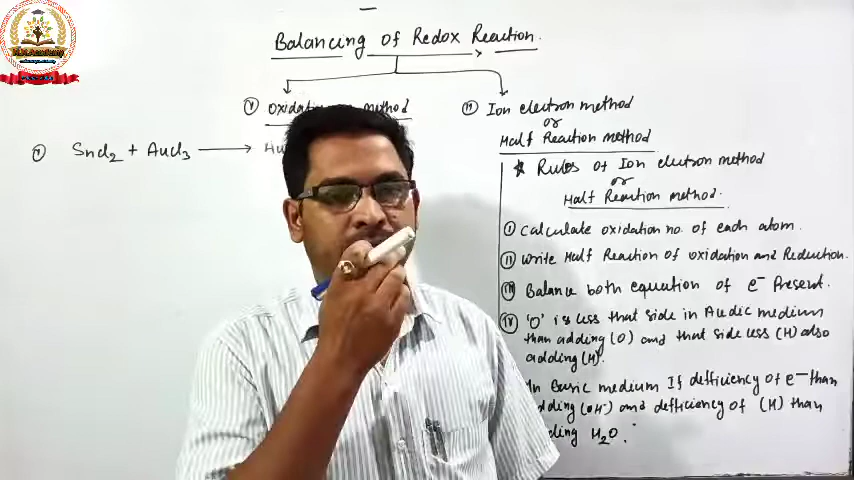 Balancing of Redox Reaction.
(I) Oxidation method
(II) Ion electron method
or
Half Reaction method
(1) SnCl2 + AuCl3 →
* Rules of Ion electron method
or
Half Reaction method.
(I) Calculate oxidation no. of each atom.
(II) Write Half Reaction of oxidation and Reduction.
(III) Balance both equation of e⁻ Present.
(IV) 'O' is less that side in Audic medium
than adding (O) and that side less (H) also
adding (H).
In Basic medium If defficiency of e⁻ than
adding (OH⁻) and defficiency of (H) than
H2O.